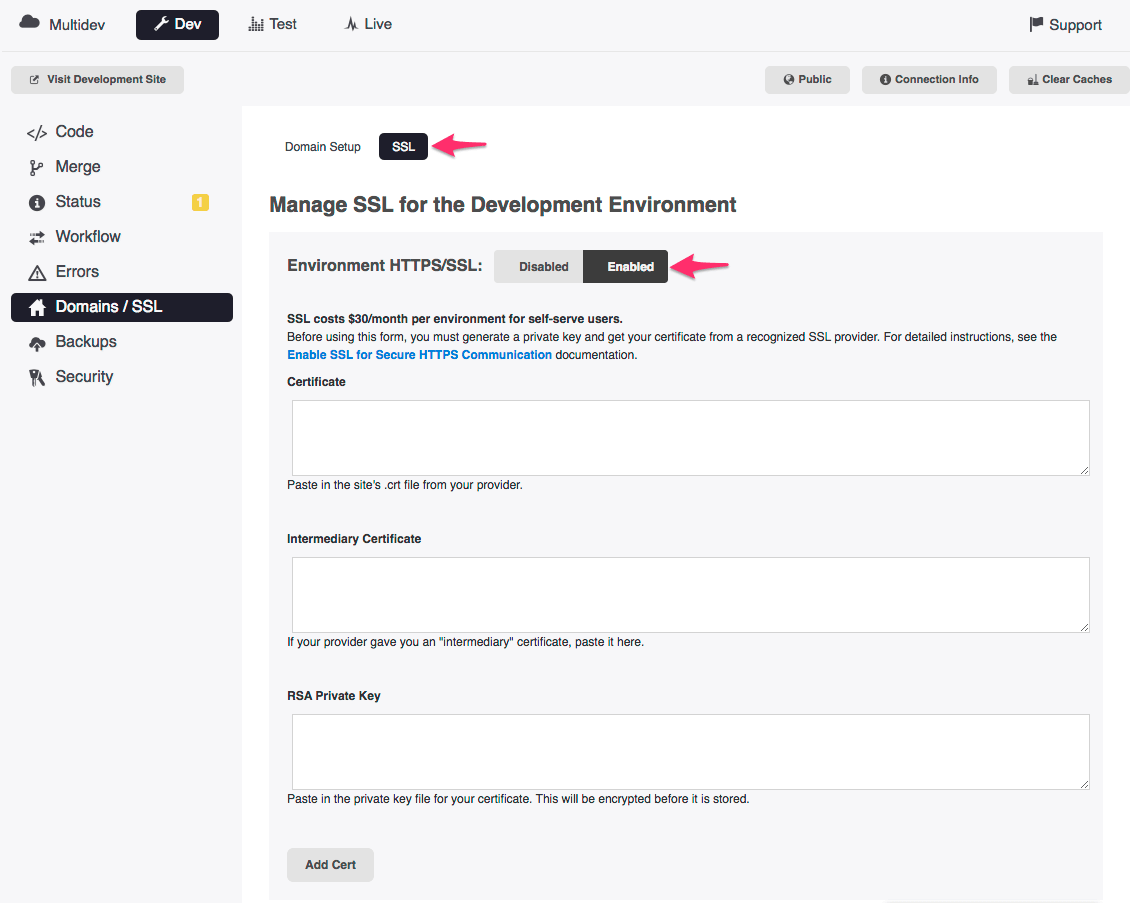 Multidev
Dev
Test
Live
Support
Visit Development Site
Public
Connection Info
Clear Caches
Code
Merge
Status
1
Workflow
Errors
Domains / SSL
Backups
Security
Domain Setup
SSL
Manage SSL for the Development Environment
Environment HTTPS/SSL:
Disabled
Enabled
SSL costs $30/month per environment for self-serve users.
Before using this form, you must generate a private key and get your certificate from a recognized SSL provider. For detailed instructions, see the
Enable SSL for Secure HTTPS Communication documentation.
Certificate
Paste in the site's .crt file from your provider.
Intermediary Certificate
If your provider gave you an "intermediary" certificate, paste it here.
RSA Private Key
Paste in the private key file for your certificate. This will be encrypted before it is stored.
Add Cert